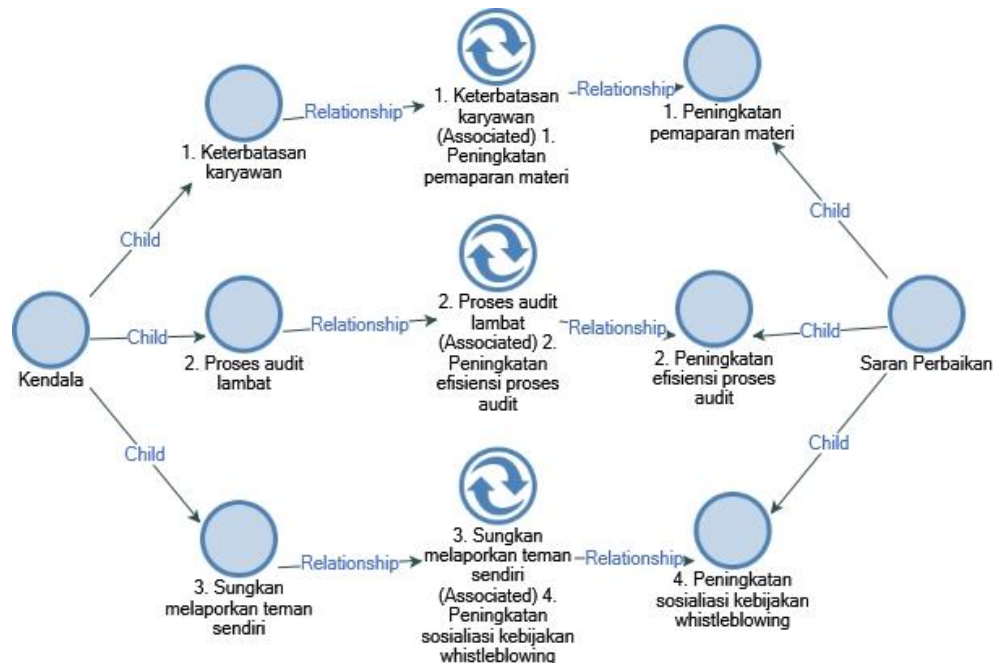 Relationship
Relationship
1. Keterbatasan
karyawan
1. Keterbatasan
karyawan
(Associated) 1.
Peningkatan
pemaparan materi
1. Peningkatan
pemaparan materi
Child
Child
Kendala
Child
2. Proses audit
lambat
Relationship
2. Proses audit
lambat
(Associated) 2.
Peningkatan
efisiensi proses
audit
Relationship
2. Peningkatan
efisiensi proses
audit
Child
Saran Perbaikan
Child
Child
3. Sungkan
melaporkan teman
sendiri
Relationship
3. Sungkan
melaporkan teman
sendiri
(Associated) 4.
Peningkatan
sosialiasi kebijakan
whistleblowing
Relationship
4. Peningkatan
sosialiasi kebijakan
whistleblowing